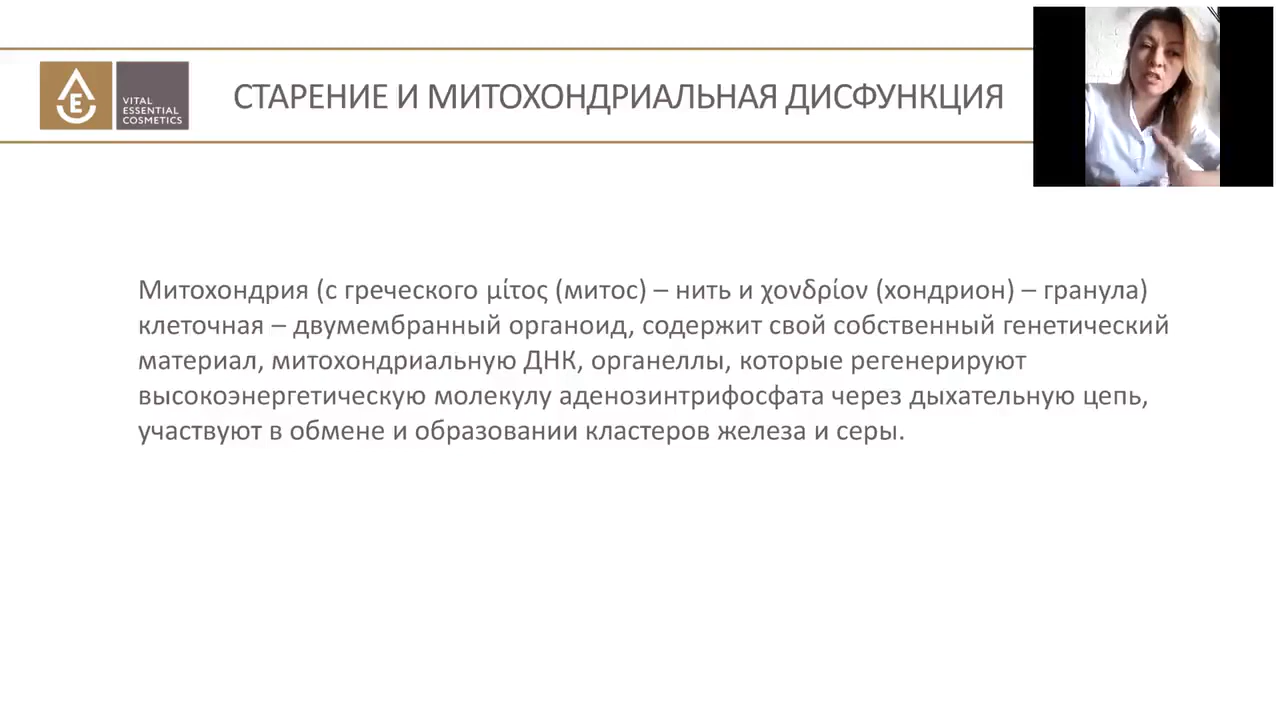 E
VITAL
ESSENTIAL
COSMETICS
СТАРЕНИЕ И МИТОХОНДРИАЛЬНАЯ ДИСФУНКЦИЯ
Митохондрия (с греческого μίτος (митос) – нить и χονδρίον (хондрион) – гранула)
клеточная – двумембранный органоид, содержит свой собственный генетический
материал, митохондриальную ДНК, органеллы, которые регенерируют
высокоэнергетическую молекулу аденозинтрифосфата через дыхательную цепь,
участвуют в обмене и образовании кластеров железа и серы.